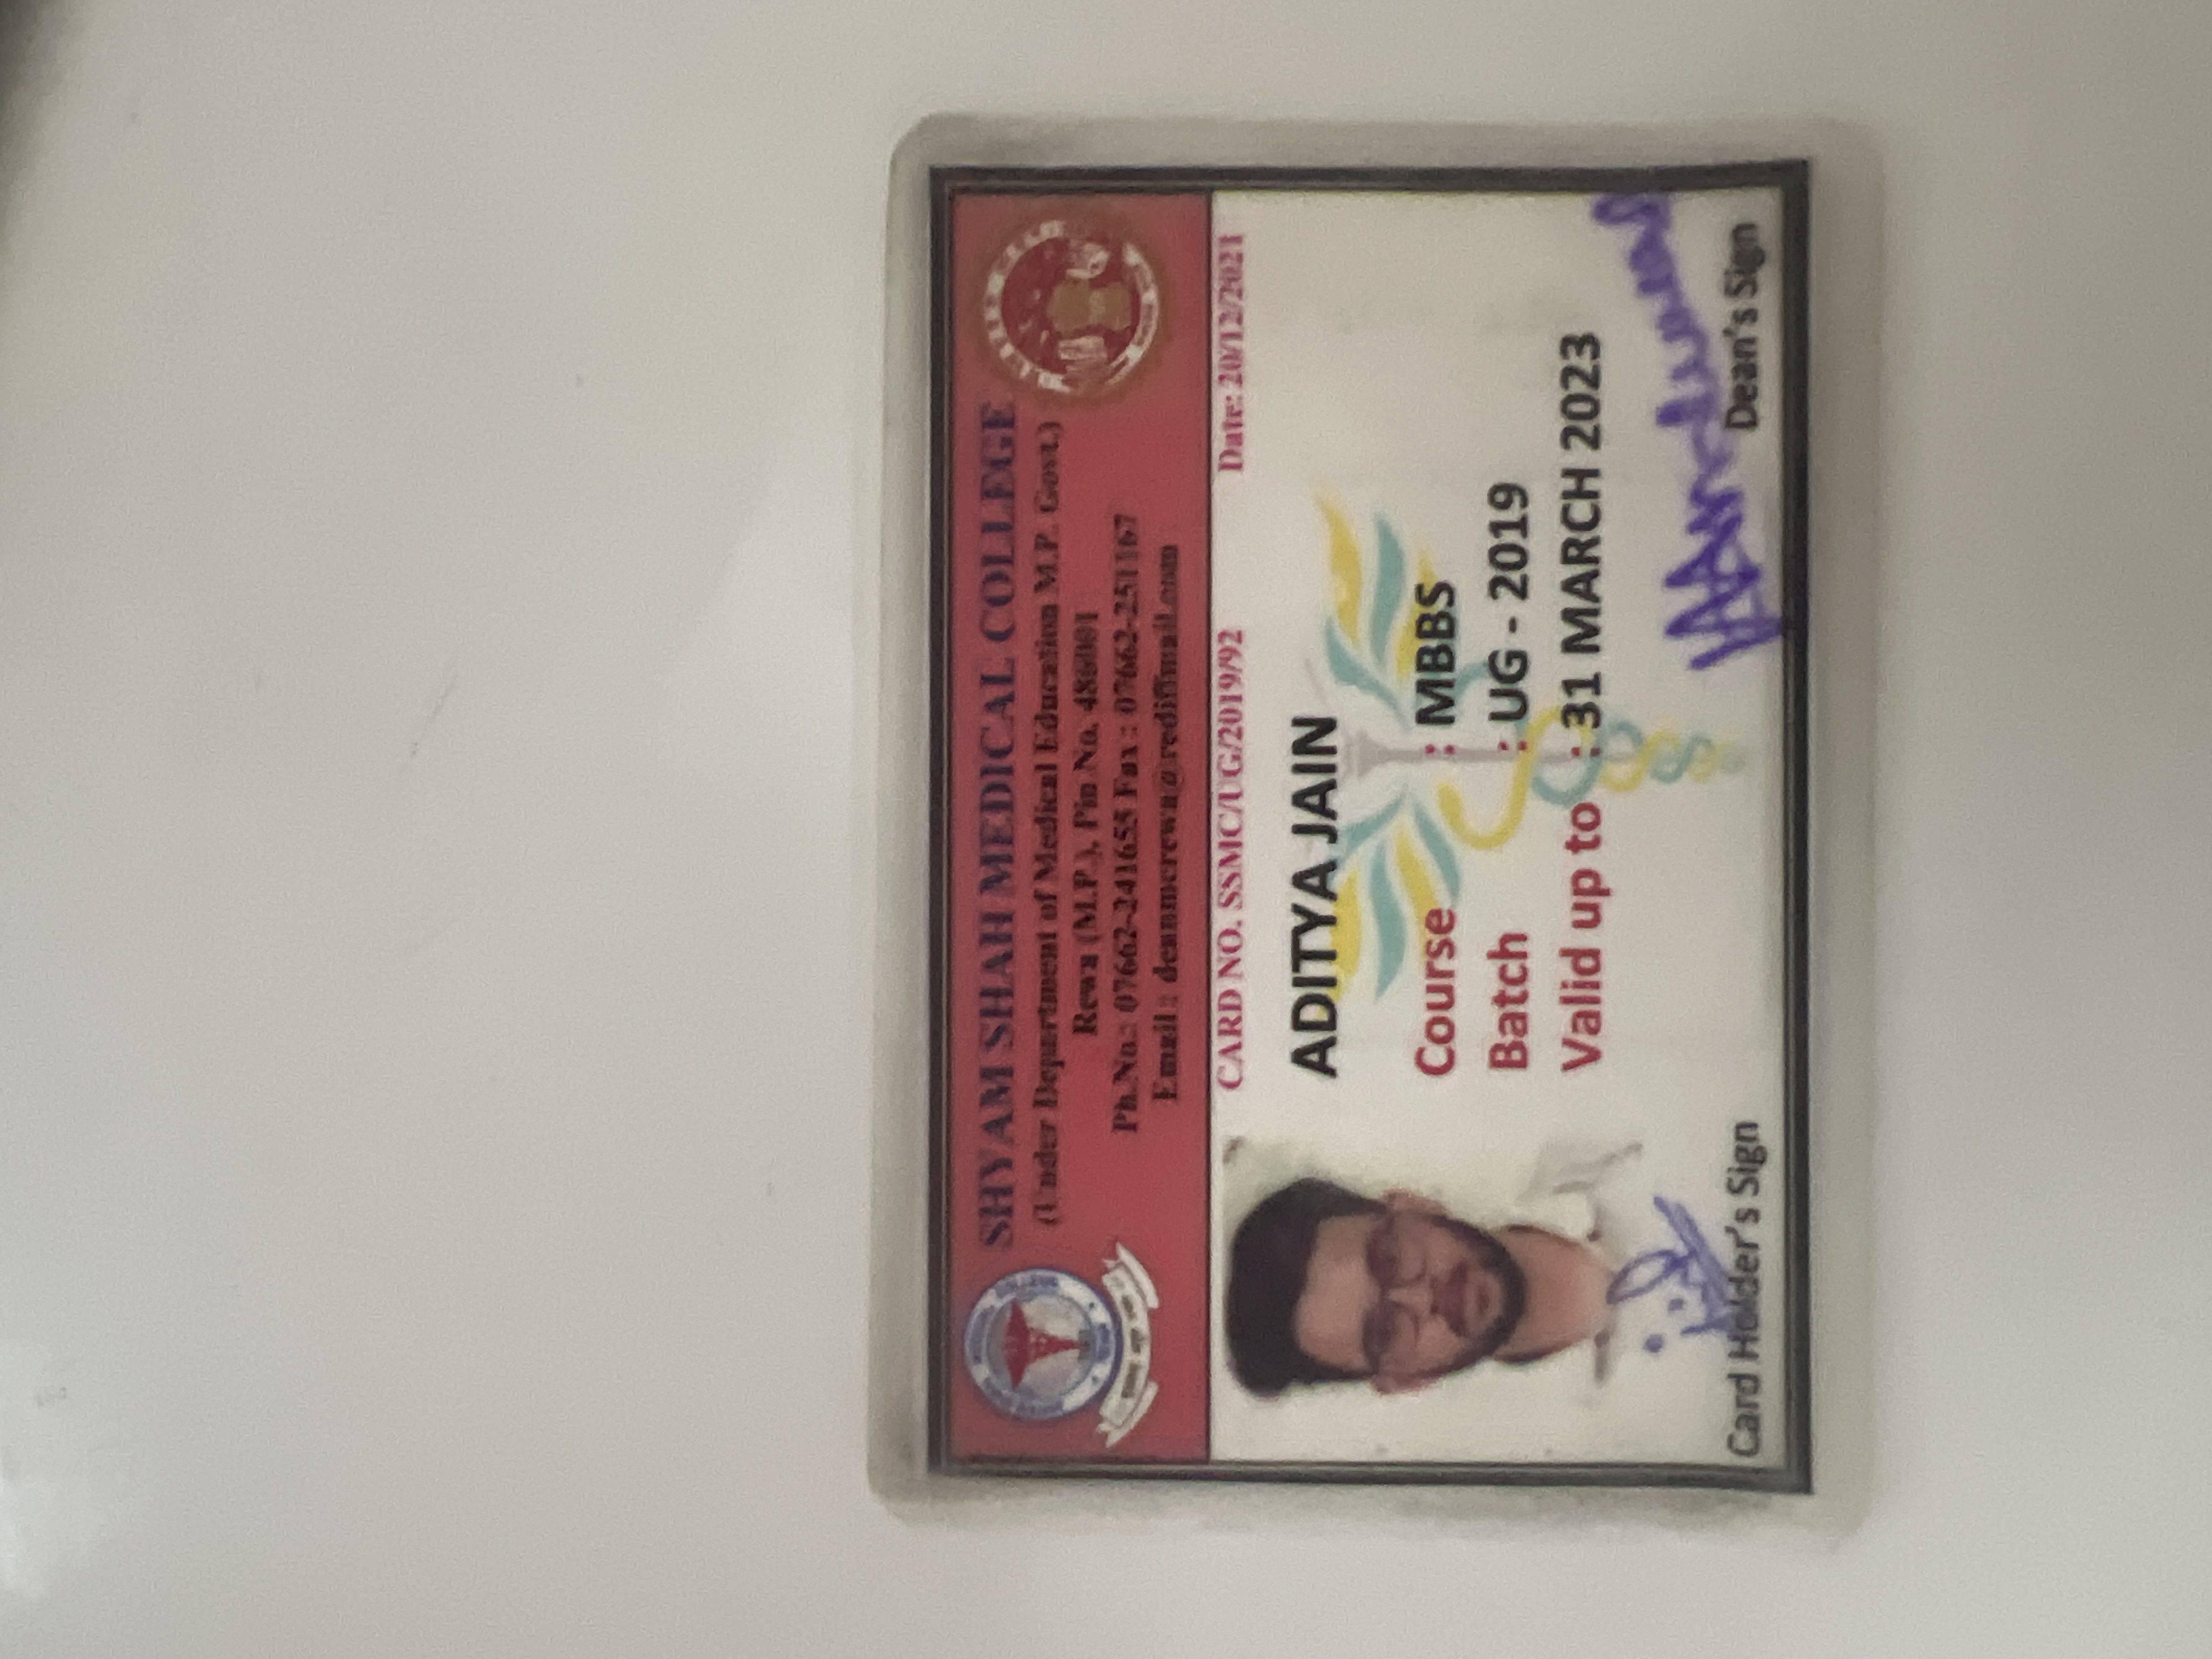 SHYAM SHAH MEDICAL COLLEGE
(Under Department of Medical Education M.P. Govt.)
Rewa (M.P.), Pin No. 486001
Ph.No.: 07662-241655 Fax : 07662-251167
Email : deanmcrewa@rediffmail.com
CARD NO. SSMC/UG/2019/92 Date: 20/12/2021
ADITYA JAIN
Course : MBBS
Batch : UG - 2019
Valid up to : 31 MARCH 2023
Card Holder's Sign Dean's Sign